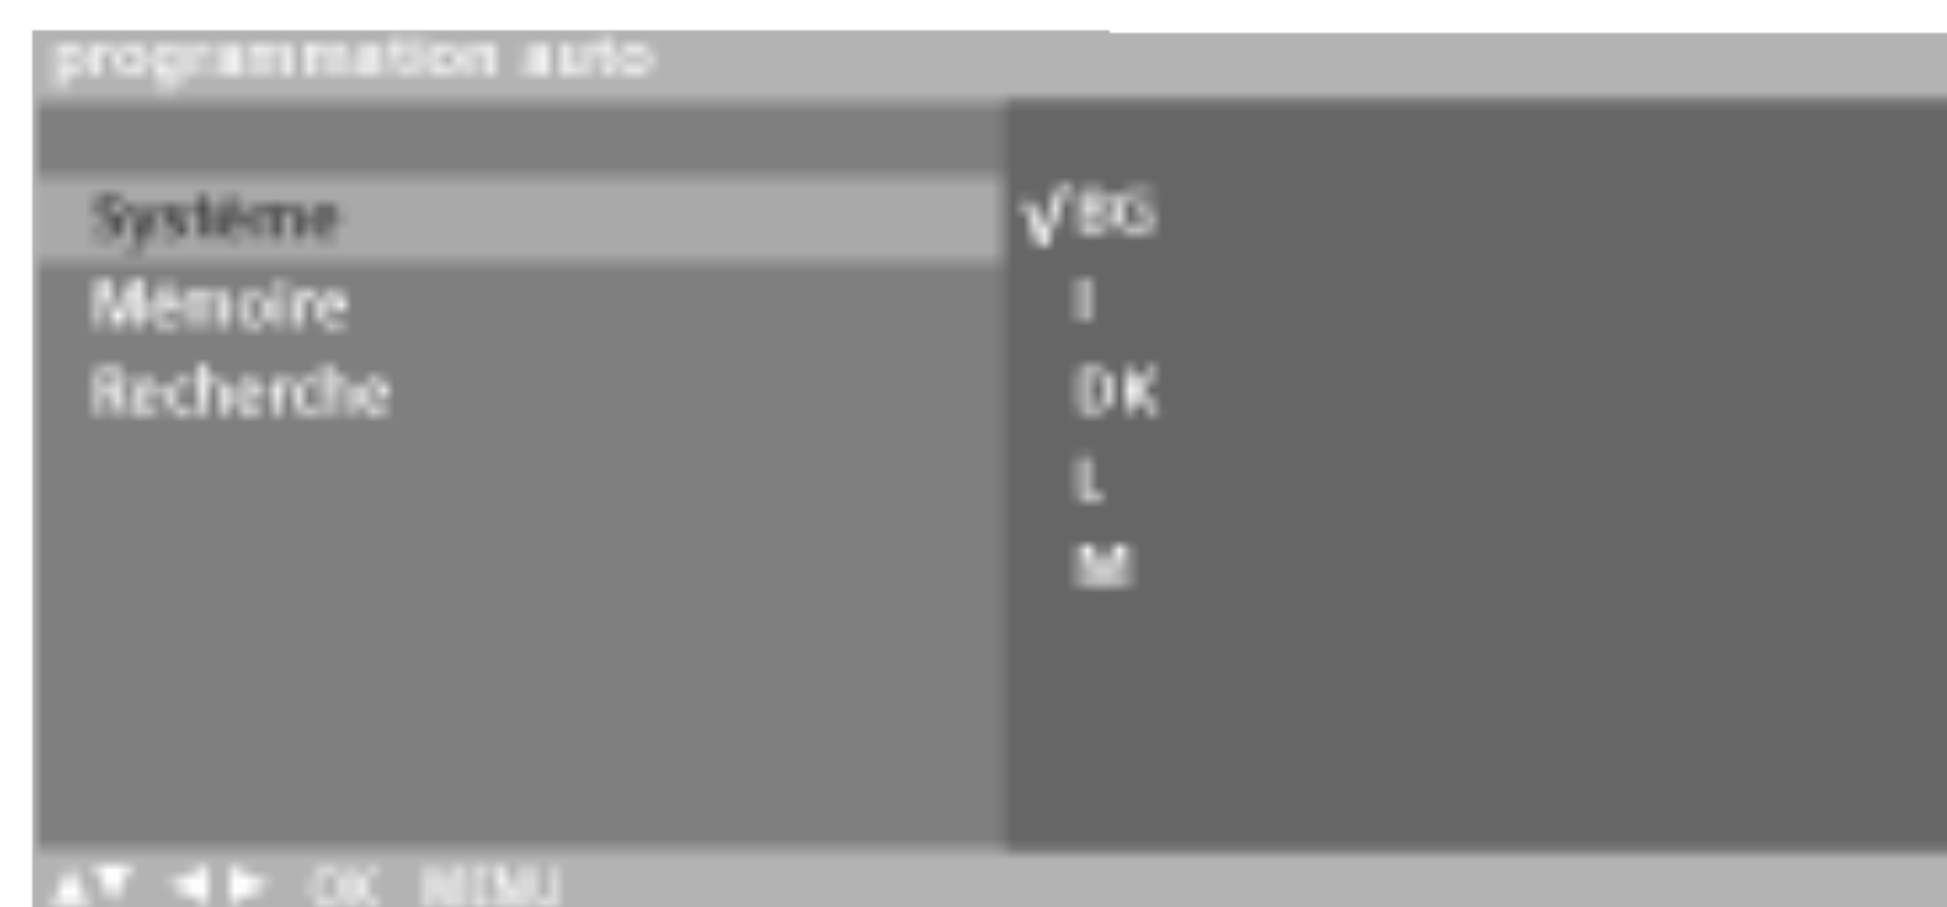 programmation auto
Système √ BG
Mémoire I
Recherche DK
L
M
▲▼ ◀▶ OK MENU